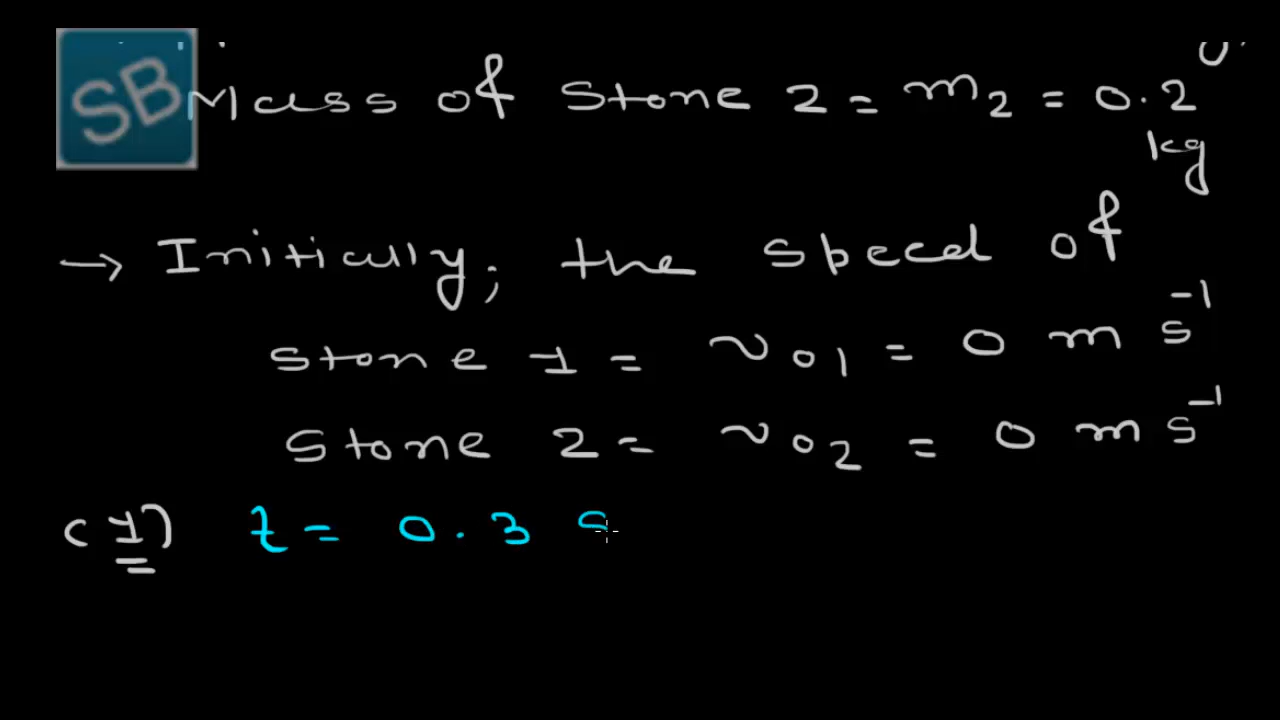 SB
Mass of Stone 2 = m₂ = 0.2
kg
→ Initially, the speed of
stone 1 = v₀₁ = 0 m s⁻¹
stone 2 = v₀₂ = 0 m s⁻¹
(1) t = 0.3 s